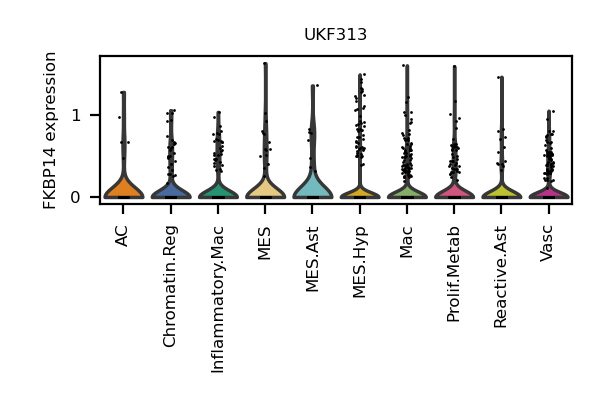 UKF313
FKBP14 expression
1
0
AC
Chromatin.Reg
Inflammatory.Mac
MES
MES.Ast
MES.Hyp
Mac
Prolif.Metab
Reactive.Ast
Vasc